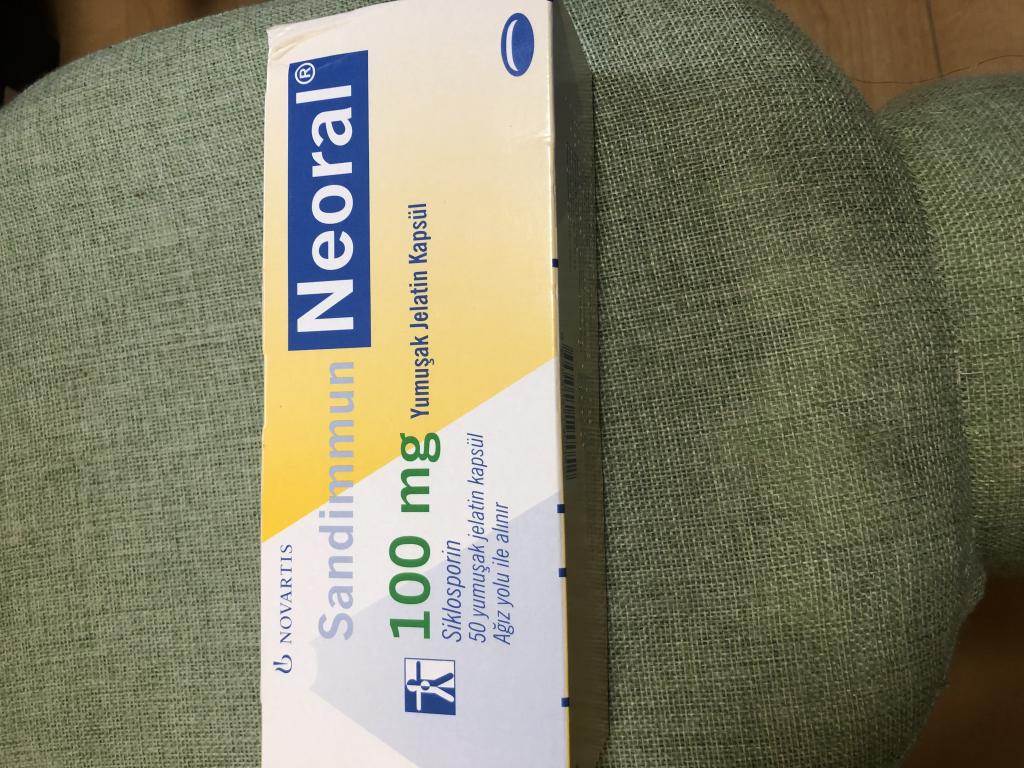 NOVARTIS
Sandimmun Neoral®
100 mg Yumuşak Jelatin Kapsül
Siklosporin
50 yumuşak jelatin kapsül
Ağız yolu ile alınır